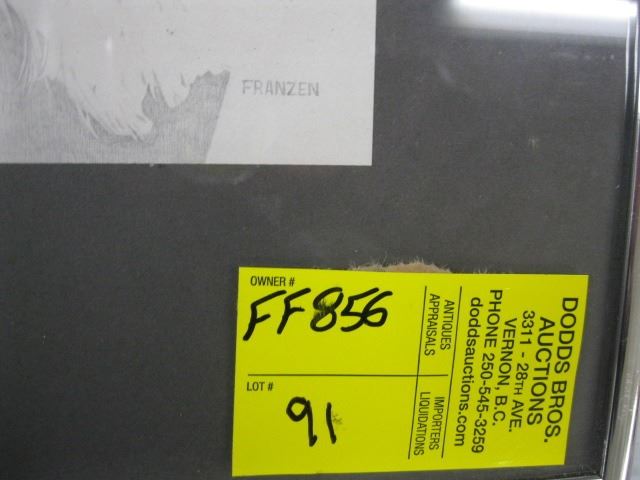 FRANZEN
OWNER #
FF856
LOT #
91
ANTIQUES
APPRAISALS
IMPORTERS
LIQUIDATIONS
DODDS BROS.
AUCTIONS
3311 - 28TH AVE.
VERNON, B.C.
PHONE 250-545-3259
doddsauctions.com